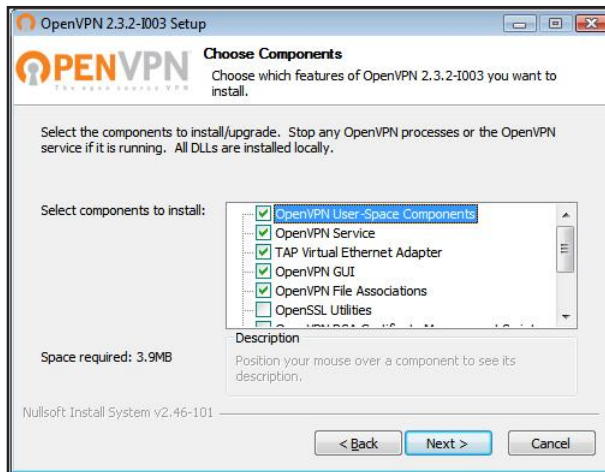 OpenVPN 2.3.2-I003 Setup
OPENVPN
The open source VPN
Choose Components
Choose which features of OpenVPN 2.3.2-I003 you want to
install.
Select the components to install/upgrade. Stop any OpenVPN processes or the OpenVPN
service if it is running. All DLLs are installed locally.
Select components to install:
OpenVPN User-Space Components
OpenVPN Service
TAP Virtual Ethernet Adapter
OpenVPN GUI
OpenVPN File Associations
OpenSSL Utilities
Space required: 3.9MB
Description
Position your mouse over a component to see its
description.
Nullsoft Install System v2.46-101
< Back
Next >
Cancel